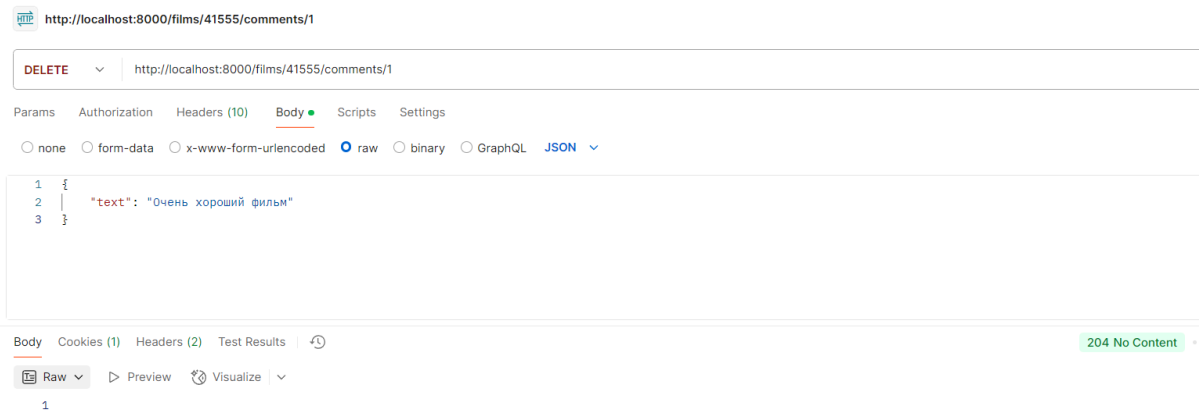 HTTP http://localhost:8000/films/41555/comments/1
DELETE http://localhost:8000/films/41555/comments/1
Params Authorization Headers (10) Body Scripts Settings
none form-data x-www-form-urlencoded raw binary GraphQL JSON
1 {
2 "text": "Очень хороший фильм"
3 }
Body Cookies (1) Headers (2) Test Results 204 No Content
Raw Preview Visualize
1